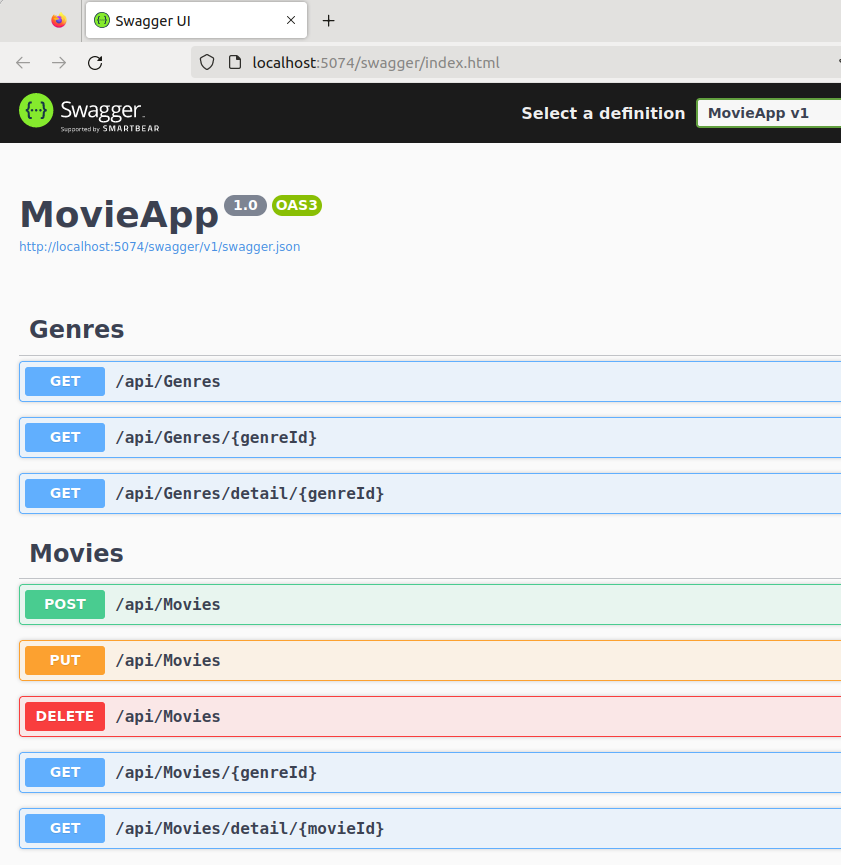 Swagger UI
localhost:5074/swagger/index.html
Swagger
Supported by SMARTBEAR
Select a definition
MovieApp v1
MovieApp 1.0 OAS3
http://localhost:5074/swagger/v1/swagger.json
Genres
GET /api/Genres
GET /api/Genres/{genreId}
GET /api/Genres/detail/{genreId}
Movies
POST /api/Movies
PUT /api/Movies
DELETE /api/Movies
GET /api/Movies/{genreId}
GET /api/Movies/detail/{movieId}